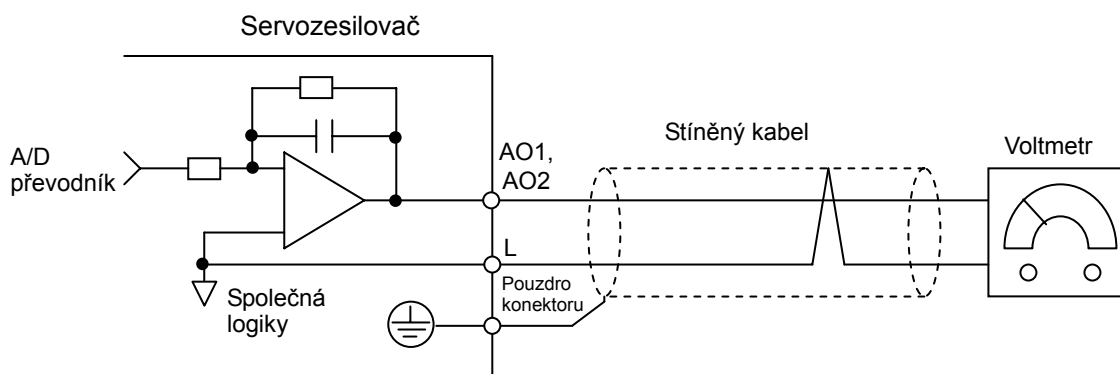 Servozesilovač
A/D
převodník
AO1,
AO2
Stíněný kabel
Voltmetr
L
Společná
logiky
Pouzdro
konektoru